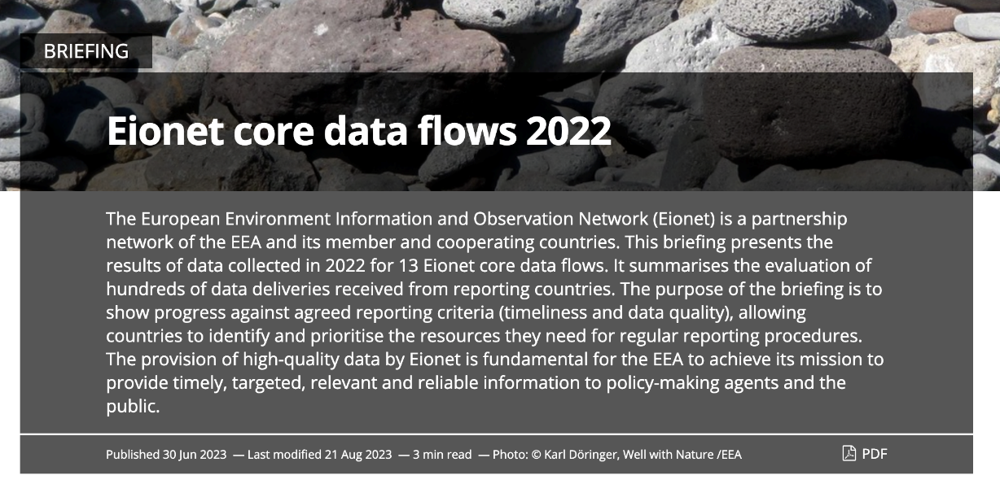 BRIEFING
Eionet core data flows 2022
The European Environment Information and Observation Network (Eionet) is a partnership
network of the EEA and its member and cooperating countries. This briefing presents the
results of data collected in 2022 for 13 Eionet core data flows. It summarises the evaluation of
hundreds of data deliveries received from reporting countries. The purpose of the briefing is to
show progress against agreed reporting criteria (timeliness and data quality), allowing
countries to identify and prioritise the resources they need for regular reporting procedures.
The provision of high-quality data by Eionet is fundamental for the EEA to achieve its mission to
provide timely, targeted, relevant and reliable information to policy-making agents and the
public.
Published 30 Jun 2023 — Last modified 21 Aug 2023 — 3 min read — Photo: © Karl Döringer, Well with Nature /EEA PDF